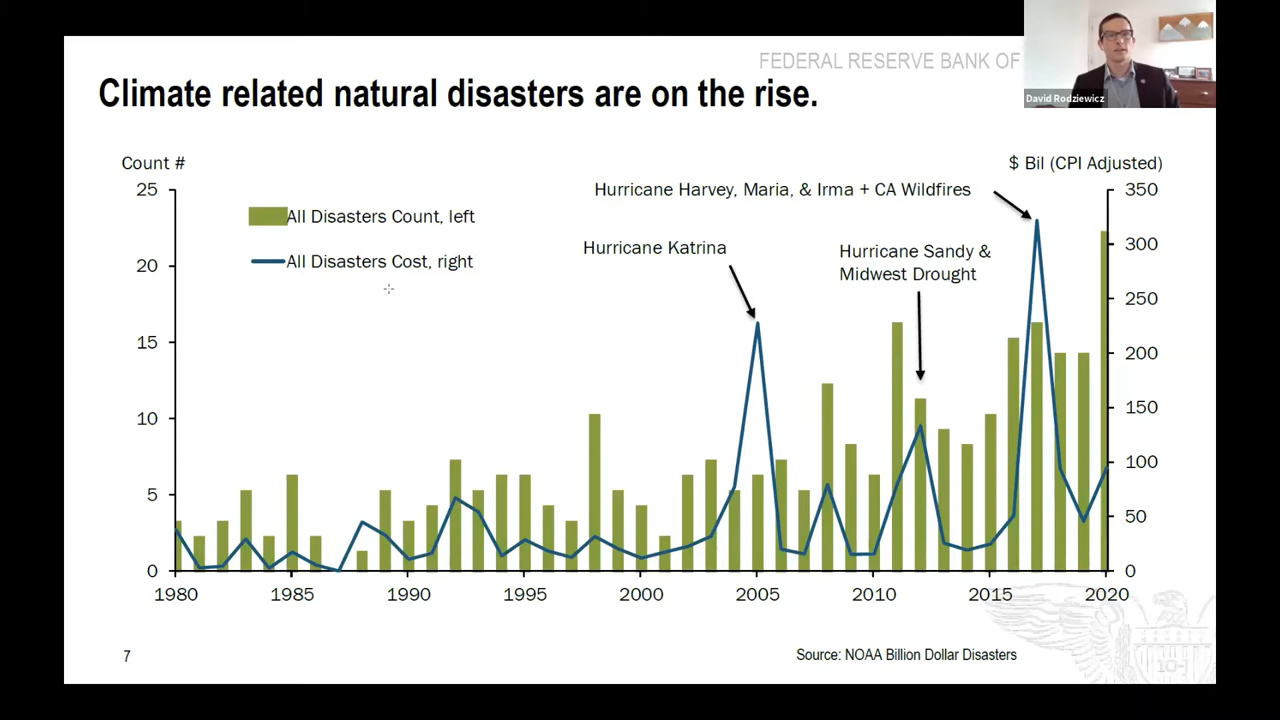 FEDERAL RESERVE BANK OF
David Rodziewicz
Climate related natural disasters are on the rise.
Count #
$ Bil (CPI Adjusted)
25
20
15
10
5
0
All Disasters Count, left
All Disasters Cost, right
Hurricane Harvey, Maria, & Irma + CA Wildfires
Hurricane Katrina
Hurricane Sandy &
Midwest Drought
350
300
250
200
150
100
50
0
1980 1985 1990 1995 2000 2005 2010 2015 2020
7
Source: NOAA Billion Dollar Disasters
10-J